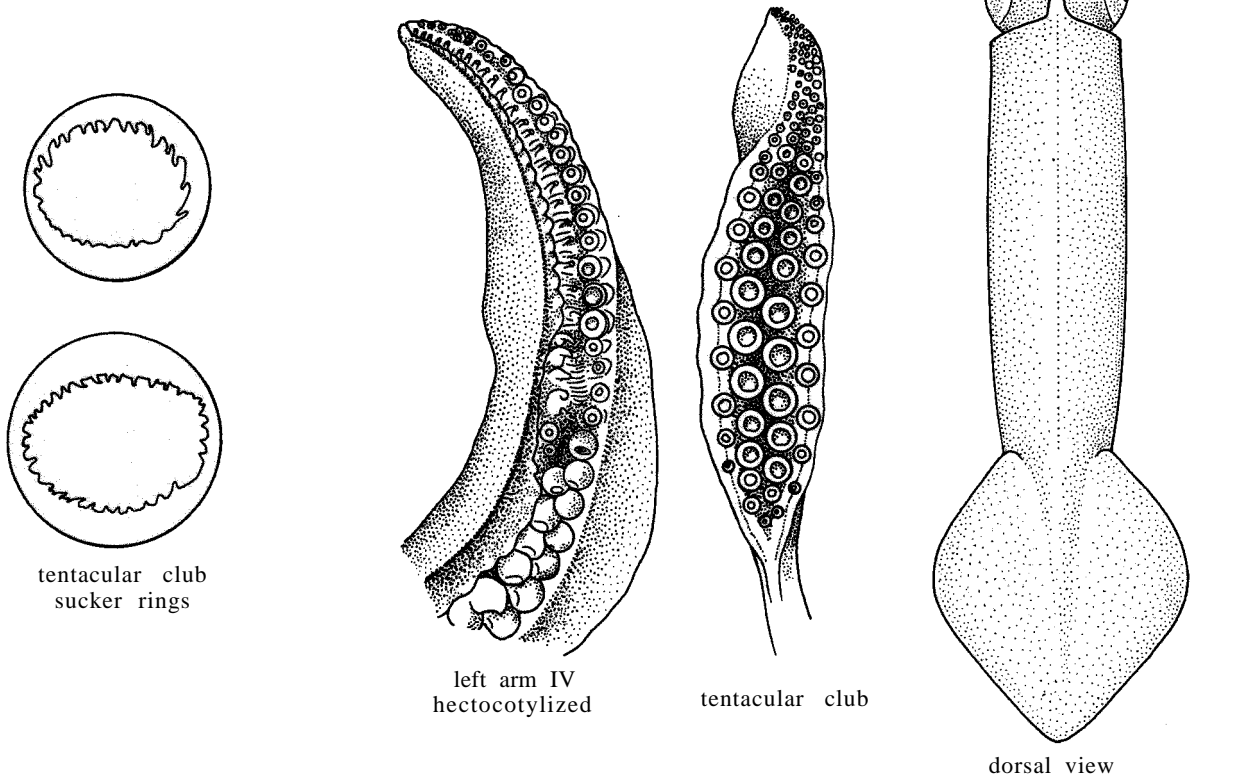 tentacular club
sucker rings
left arm IV
hectocotylized
tentacular club
dorsal view